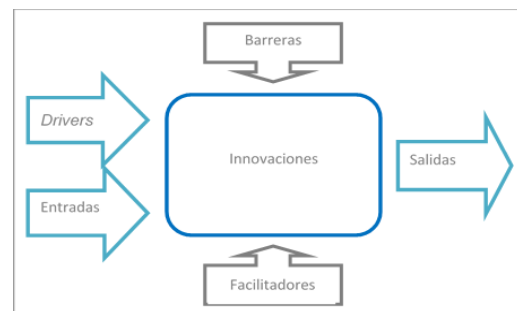 Barreras
Drivers
Innovaciones
Salidas
Entradas
Facilitadores